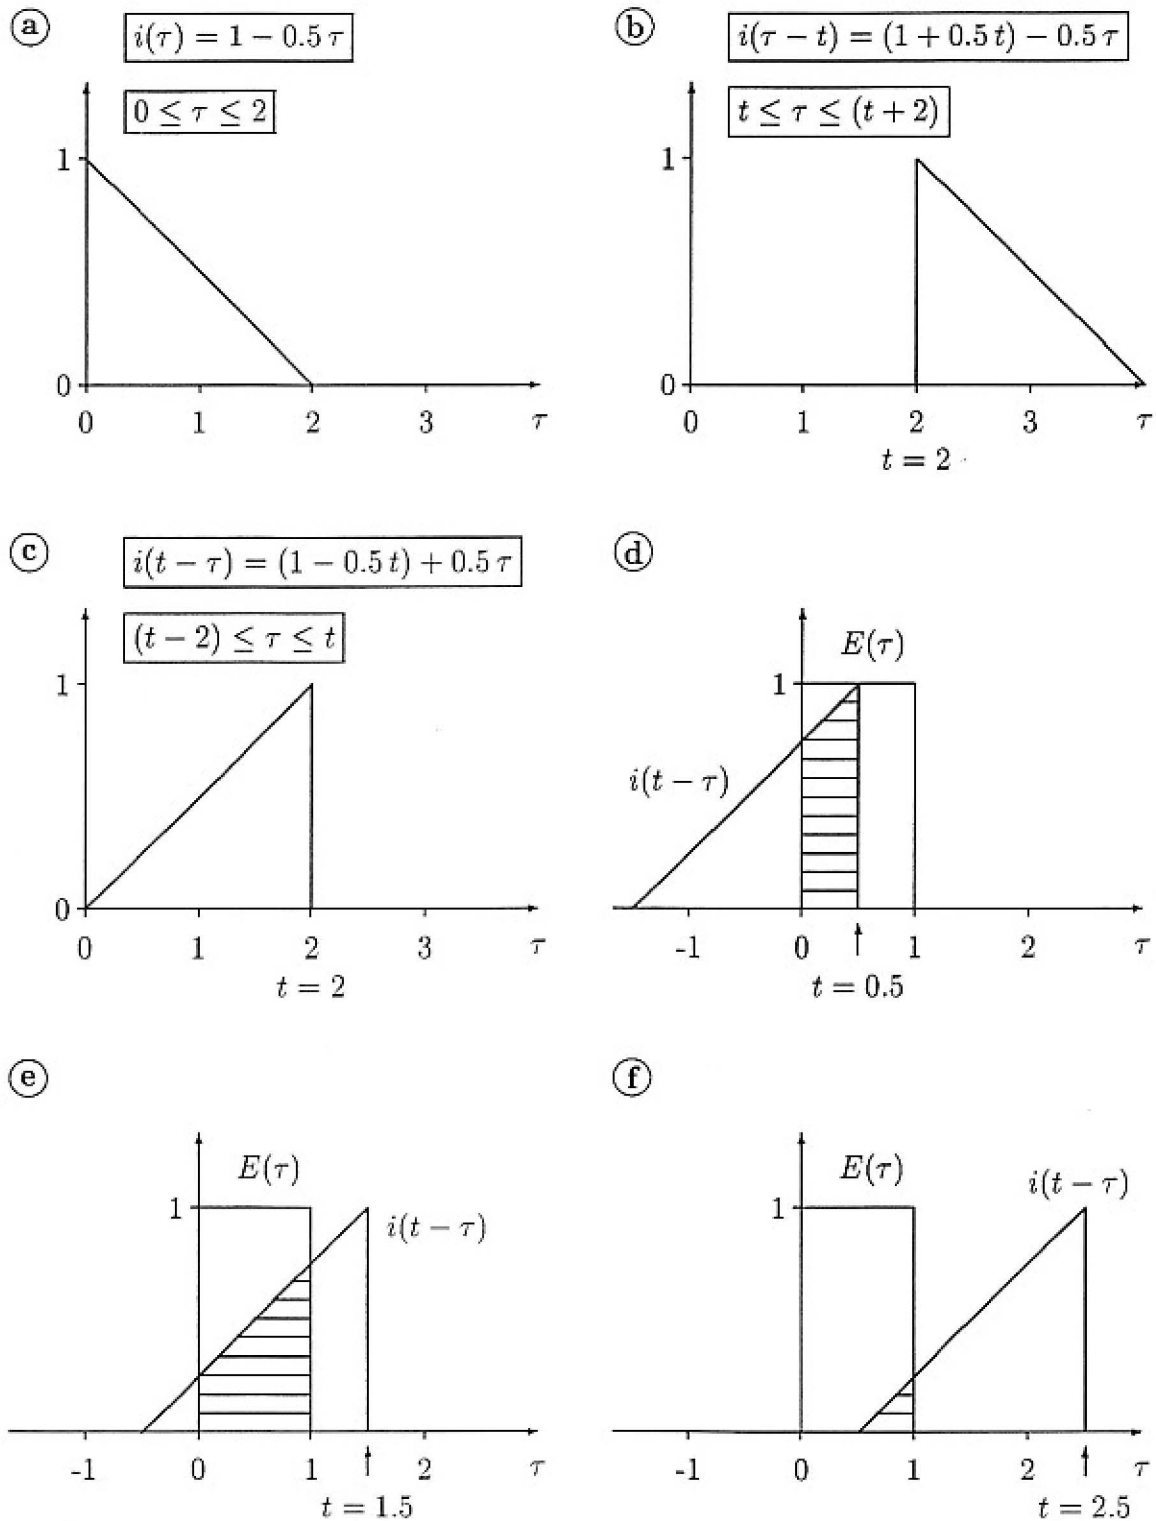 a
i(τ) = 1 − 0.5 τ
0 ≤ τ ≤ 2
1
0
0 1 2 3 τ
b
i(τ − t) = (1 + 0.5 t) − 0.5 τ
t ≤ τ ≤ (t + 2)
1
0
0 1 2 3 τ
t = 2
c
i(t − τ) = (1 − 0.5 t) + 0.5 τ
(t − 2) ≤ τ ≤ t
1
0
0 1 2 3 τ
t = 2
d
E(τ)
1
i(t − τ)
-1 0 1 2 τ
t = 0.5
e
E(τ)
1
i(t − τ)
-1 0 1 2 τ
t = 1.5
f
E(τ)
i(t − τ)
1
-1 0 1 2 τ
t = 2.5